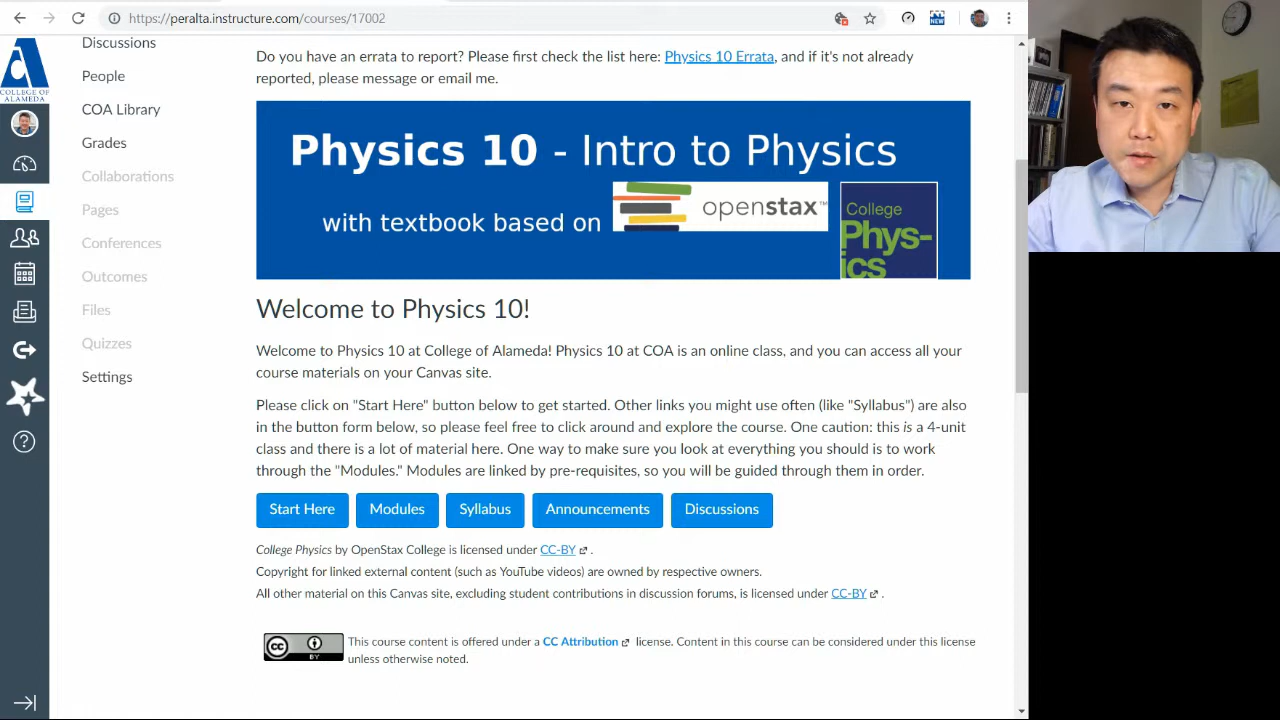 https://peralta.instructure.com/courses/17002
NEW
COLLEGE OF
ALAMEDA
Discussions
People
COA Library
Grades
Collaborations
Pages
Conferences
Outcomes
Files
Quizzes
Settings
Do you have an errata to report? Please first check the list here: Physics 10 Errata, and if it's not already
reported, please message or email me.
Physics 10 - Intro to Physics
with textbook based on
openstax™
College
Phys-
ics
Welcome to Physics 10!
Welcome to Physics 10 at College of Alameda! Physics 10 at COA is an online class, and you can access all your
course materials on your Canvas site.
Please click on "Start Here" button below to get started. Other links you might use often (like "Syllabus") are also
in the button form below, so please feel free to click around and explore the course. One caution: this is a 4-unit
class and there is a lot of material here. One way to make sure you look at everything you should is to work
through the "Modules." Modules are linked by pre-requisites, so you will be guided through them in order.
Start Here Modules Syllabus Announcements Discussions
College Physics by OpenStax College is licensed under CC-BY .
Copyright for linked external content (such as YouTube videos) are owned by respective owners.
All other material on this Canvas site, excluding student contributions in discussion forums, is licensed under CC-BY .
cc BY
This course content is offered under a CC Attribution license. Content in this course can be considered under this license
unless otherwise noted.